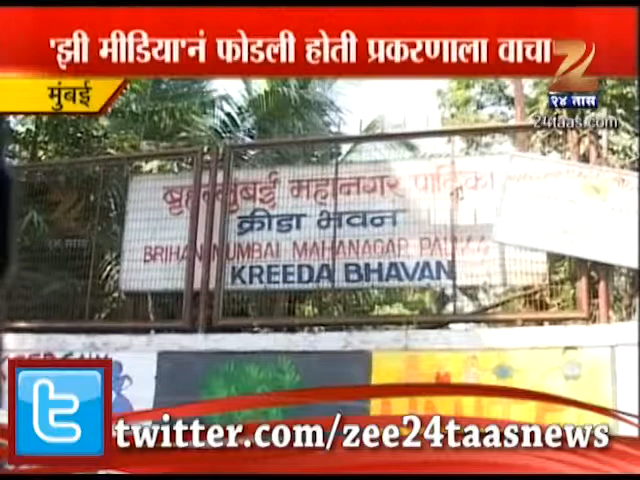 'झी मीडिया'नं फोडली होती प्रकरणाला वाचा
मुंबई
२४ तास
24taas.com
बृहन्मुंबई महानगर पालिका
क्रीडा भवन
BRIHANMUMBAI MAHANAGAR PALIKA
KREEDA BHAVAN
twitter.com/zee24taasnews